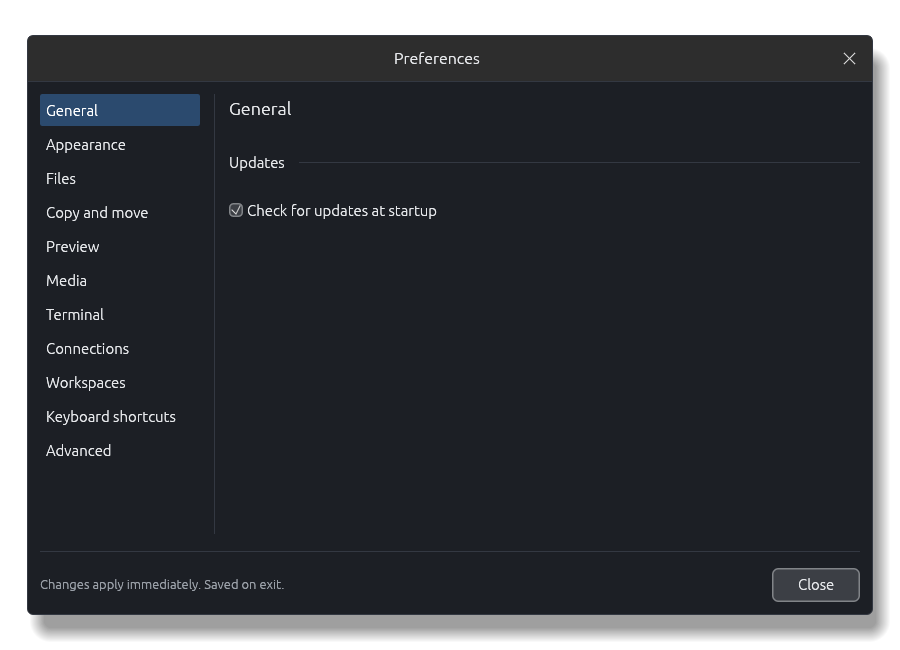 Preferences
General
Appearance
Files
Copy and move
Preview
Media
Terminal
Connections
Workspaces
Keyboard shortcuts
Advanced
General
Updates
Check for updates at startup
Changes apply immediately. Saved on exit.
Close